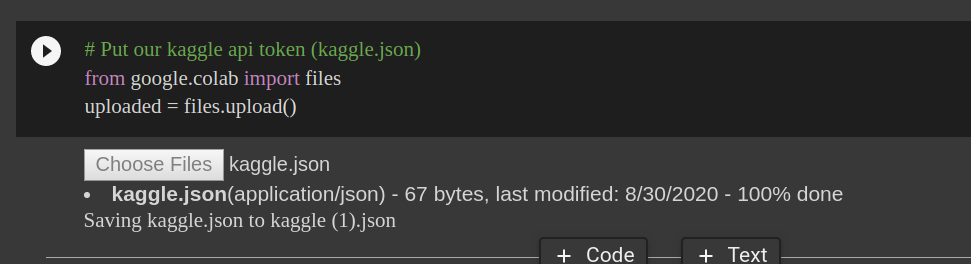 # Put our kaggle api token (kaggle.json)
from google.colab import files
uploaded = files.upload()
Choose Files kaggle.json
• kaggle.json(application/json) - 67 bytes, last modified: 8/30/2020 - 100% done
Saving kaggle.json to kaggle (1).json
+ Code + Text